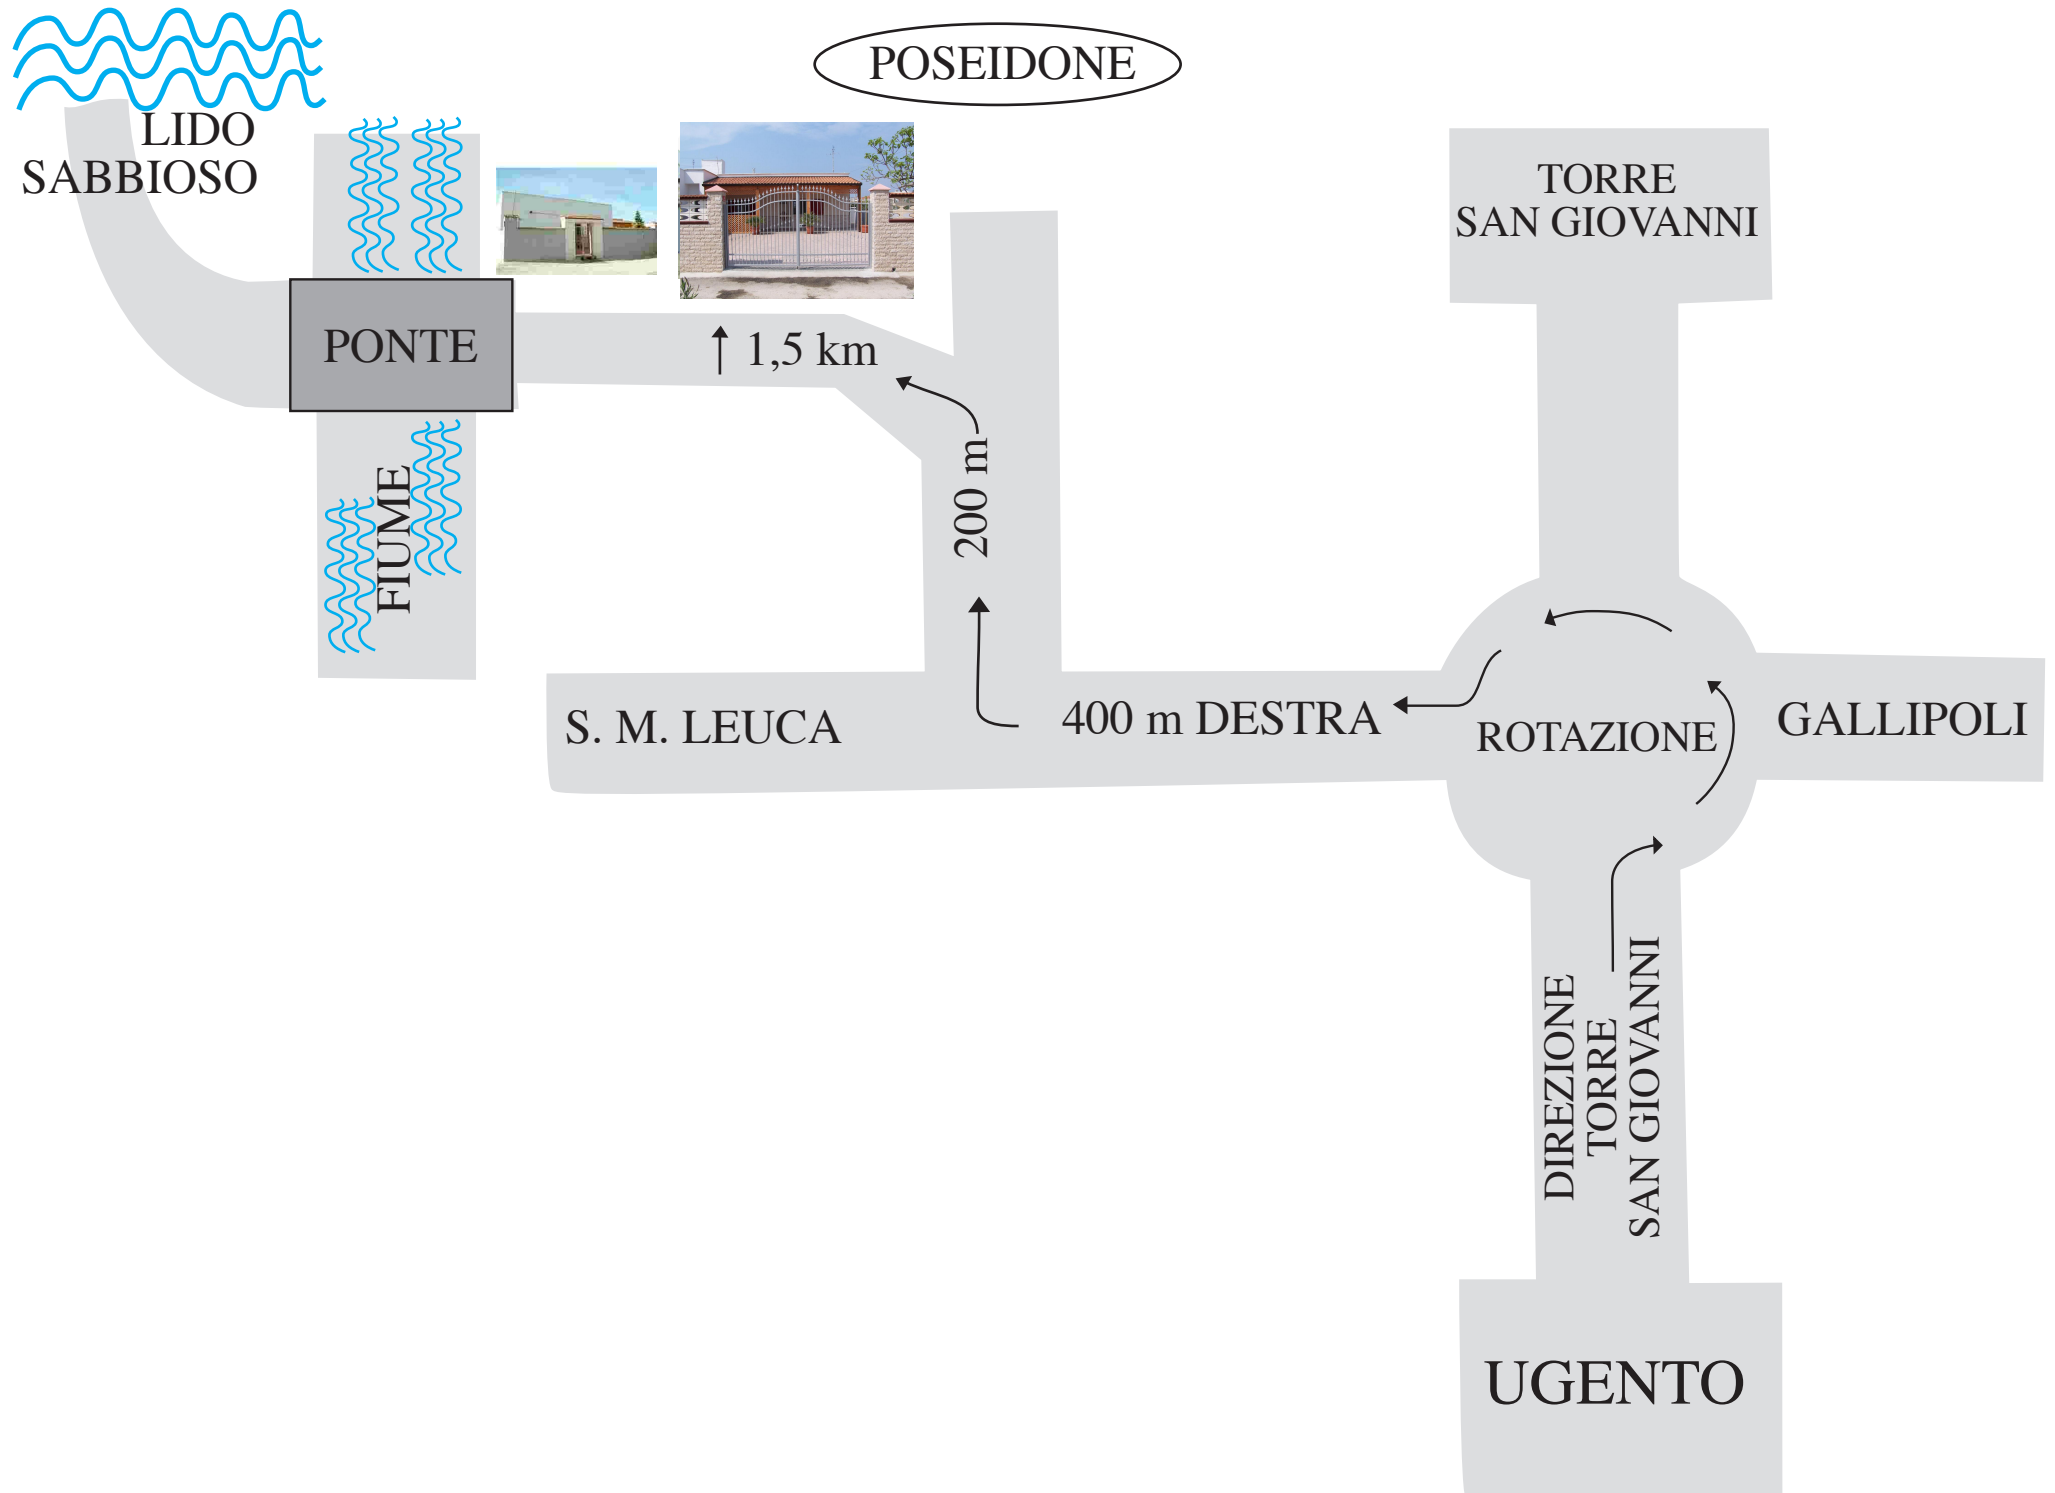 POSEIDONE
LIDO
SABBIOSO
TORRE
SAN GIOVANNI
PONTE
1,5 km
200 m
FIUME
S. M. LEUCA
400 m DESTRA
ROTAZIONE
GALLIPOLI
DIREZIONE
TORRE
SAN GIOVANNI
UGENTO